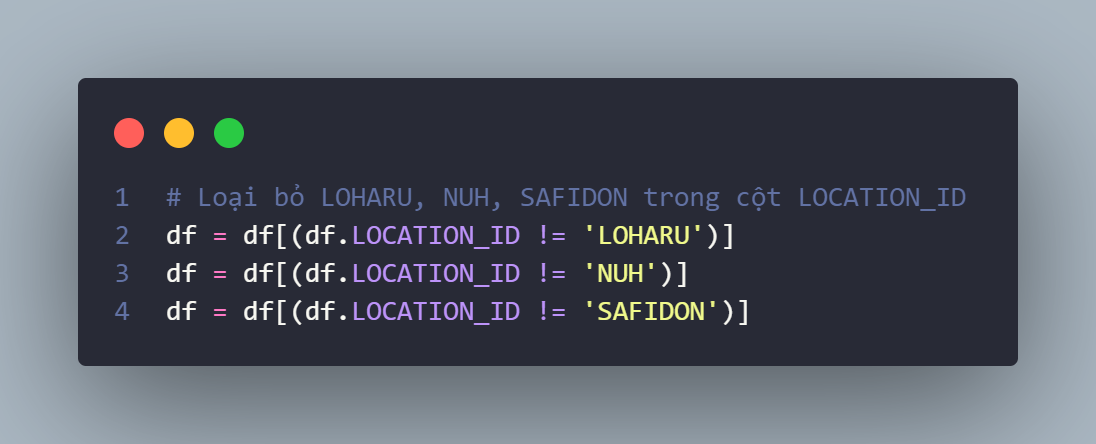 1 # Loại bỏ LOHARU, NUH, SAFIDON trong cột LOCATION_ID
2 df = df[(df.LOCATION_ID != 'LOHARU')]
3 df = df[(df.LOCATION_ID != 'NUH')]
4 df = df[(df.LOCATION_ID != 'SAFIDON')]